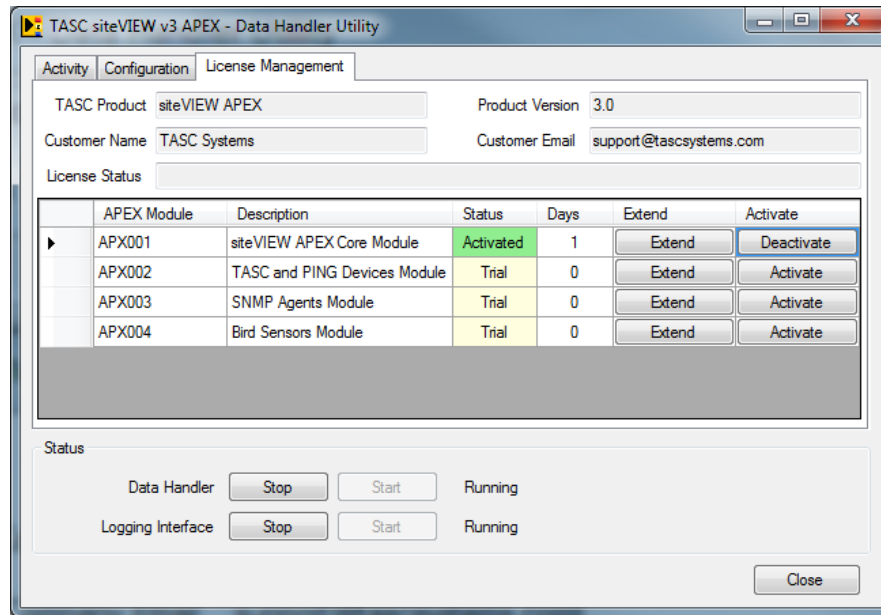 TASC siteVIEW v3 APEX - Data Handler Utility
Activity Configuration License Management
TASC Product siteVIEW APEX Product Version 3.0
Customer Name TASC Systems Customer Email support@tascsystems.com
License Status
APEX Module Description Status Days Extend Activate
APX001 siteVIEW APEX Core Module Activated 1 Extend Deactivate
APX002 TASC and PING Devices Module Trial 0 Extend Activate
APX003 SNMP Agents Module Trial 0 Extend Activate
APX004 Bird Sensors Module Trial 0 Extend Activate
Status
Data Handler Stop Start Running
Logging Interface Stop Start Running
Close